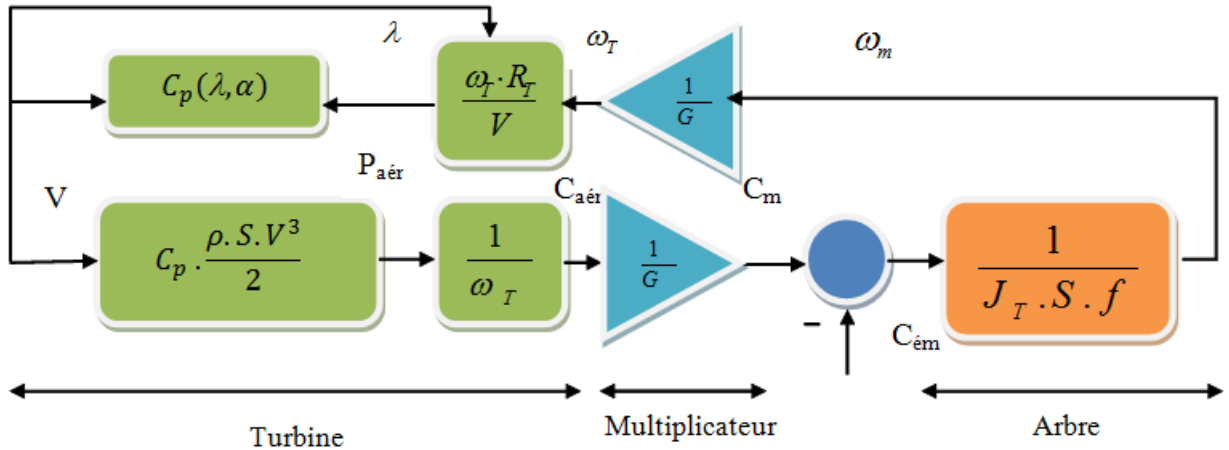 λ
ω_T
ω_m
C_p(λ, α)
ω_T · R_T / V
1 / G
P_aér
C_aér
C_m
V
C_p . ρ. S. V³ / 2
1 / ω_T
1 / G
1 / J_T . S . f
–
C_ém
Turbine
Multiplicateur
Arbre